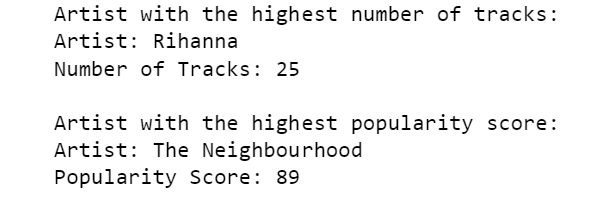 Artist with the highest number of tracks:
Artist: Rihanna
Number of Tracks: 25
Artist with the highest popularity score:
Artist: The Neighbourhood
Popularity Score: 89